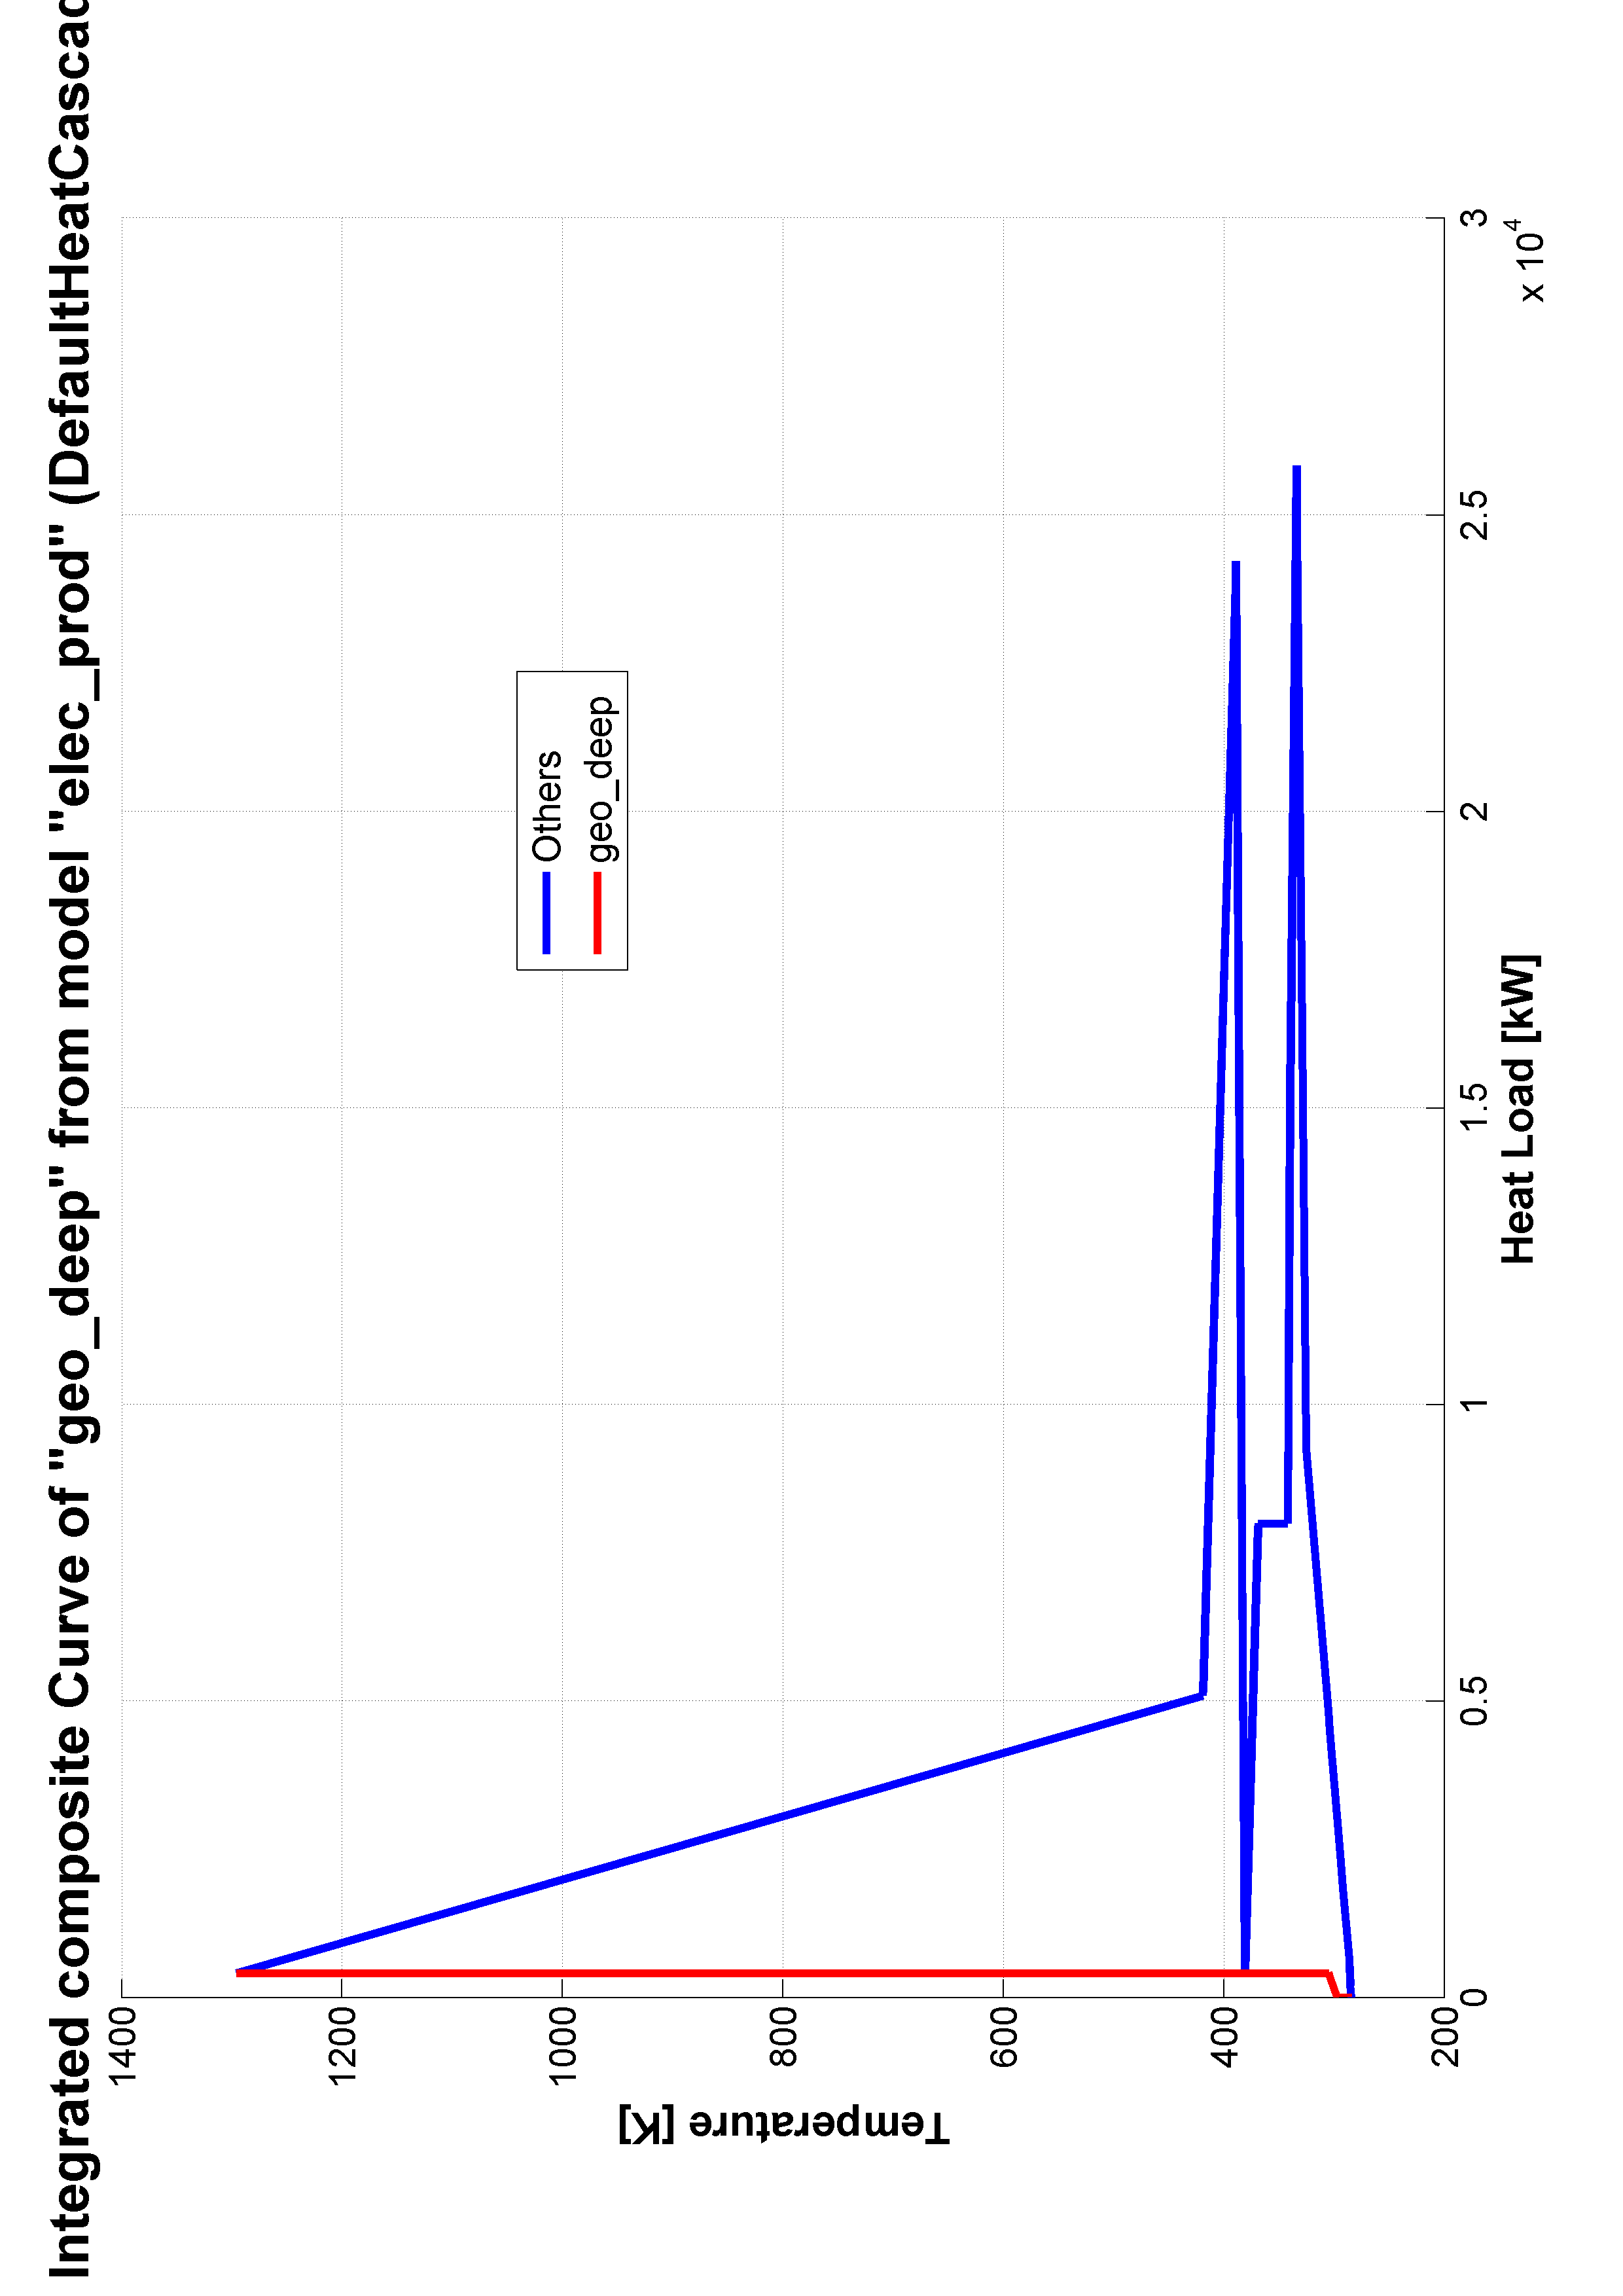 Integrated composite Curve of "geo_deep" from model "elec_prod" (DefaultHeatCascad
1400
1200
1000
800
600
400
200
Temperature [K]
Others
geo_deep
0
0.5
1
1.5
2
2.5
3
x 10^4
Heat Load [kW]